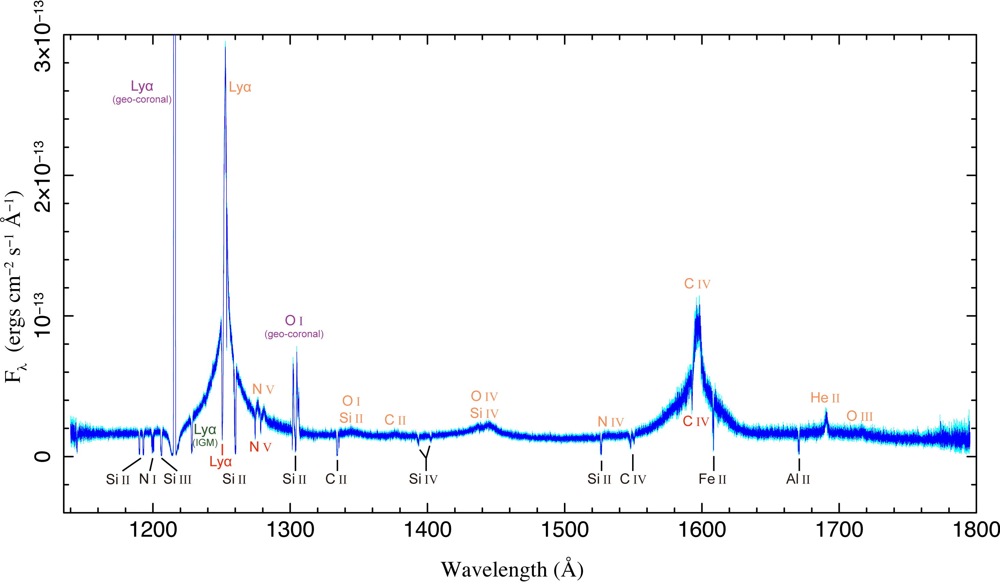 3×10⁻¹³
2×10⁻¹³
10⁻¹³
0
Fλ (ergs cm⁻² s⁻¹ Å⁻¹)
Lyα
(geo-coronal)
Lyα
C IV
O I
(geo-coronal)
N V
O I
Si II
C II
O IV
Si IV
N IV
C IV
He II
O III
Lyα
(IGM)
Lyα
N V
Si II N I Si III Si II Si II C II Si IV Si II C IV Fe II Al II
1200 1300 1400 1500 1600 1700 1800
Wavelength (Å)